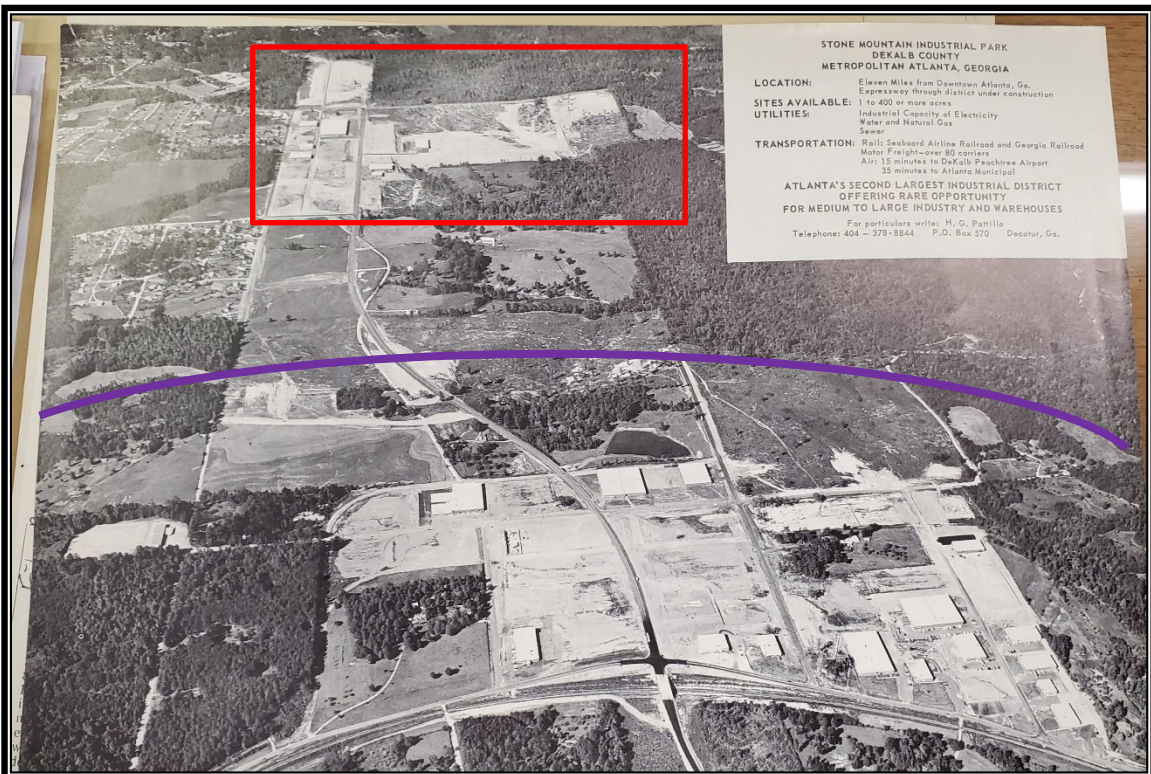 STONE MOUNTAIN INDUSTRIAL PARK
DEKALB COUNTY
METROPOLITAN ATLANTA, GEORGIA
LOCATION: Eleven Miles from Downtown Atlanta, Ga.
Expressway through district under construction
SITES AVAILABLE: 1 to 400 or more acres
UTILITIES: Industrial Capacity of Electricity
Water and Natural Gas
Sewer
TRANSPORTATION: Rail: Seaboard Airline Railroad and Georgia Railroad
Motor Freight—over 80 carriers
Air: 15 minutes to DeKalb Peachtree Airport
35 minutes to Atlanta Municipal
ATLANTA'S SECOND LARGEST INDUSTRIAL DISTRICT
OFFERING RARE OPPORTUNITY
FOR MEDIUM TO LARGE INDUSTRY AND WAREHOUSES
For particulars write: H. G. Pattillo
Telephone: 404 – 378-8844 P.O. Box 570 Decatur, Ga.